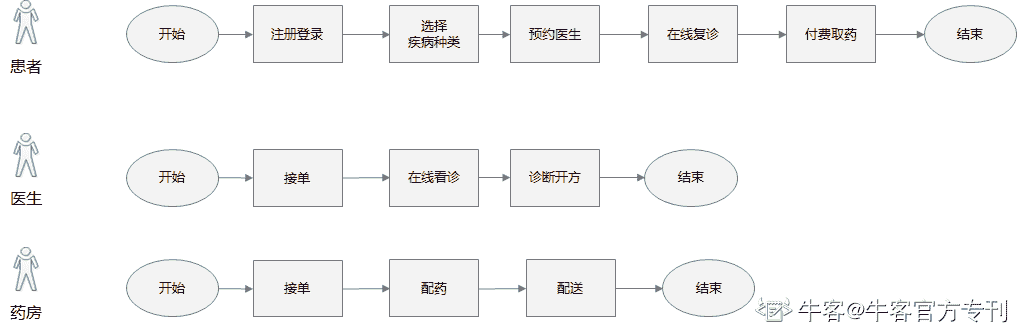 开始
注册登录
选择
疾病种类
预约医生
在线复诊
付费取药
结束
患者
开始
接单
在线看诊
诊断开方
结束
医生
开始
接单
配药
配送
结束
药房
牛客@牛客官方专刊